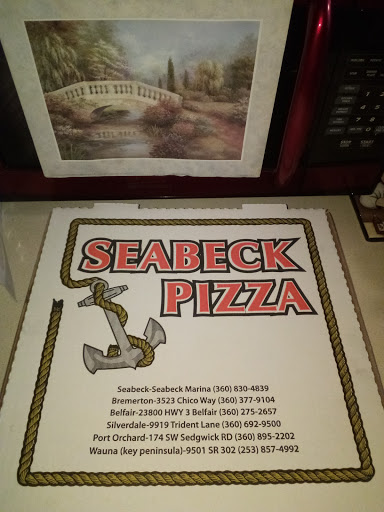 SEABECK
PIZZA
Seabeck-Seabeck Marina (360) 830-4839
Bremerton-3523 Chico Way (360) 377-9104
Belfair-23800 HWY 3 Belfair (360) 275-2657
Silverdale-9919 Trident Lane (360) 692-9500
Port Orchard-174 SW Sedgwick RD (360) 895-2202
Wauna (key peninsula)-9501 SR 302 (253) 857-4992